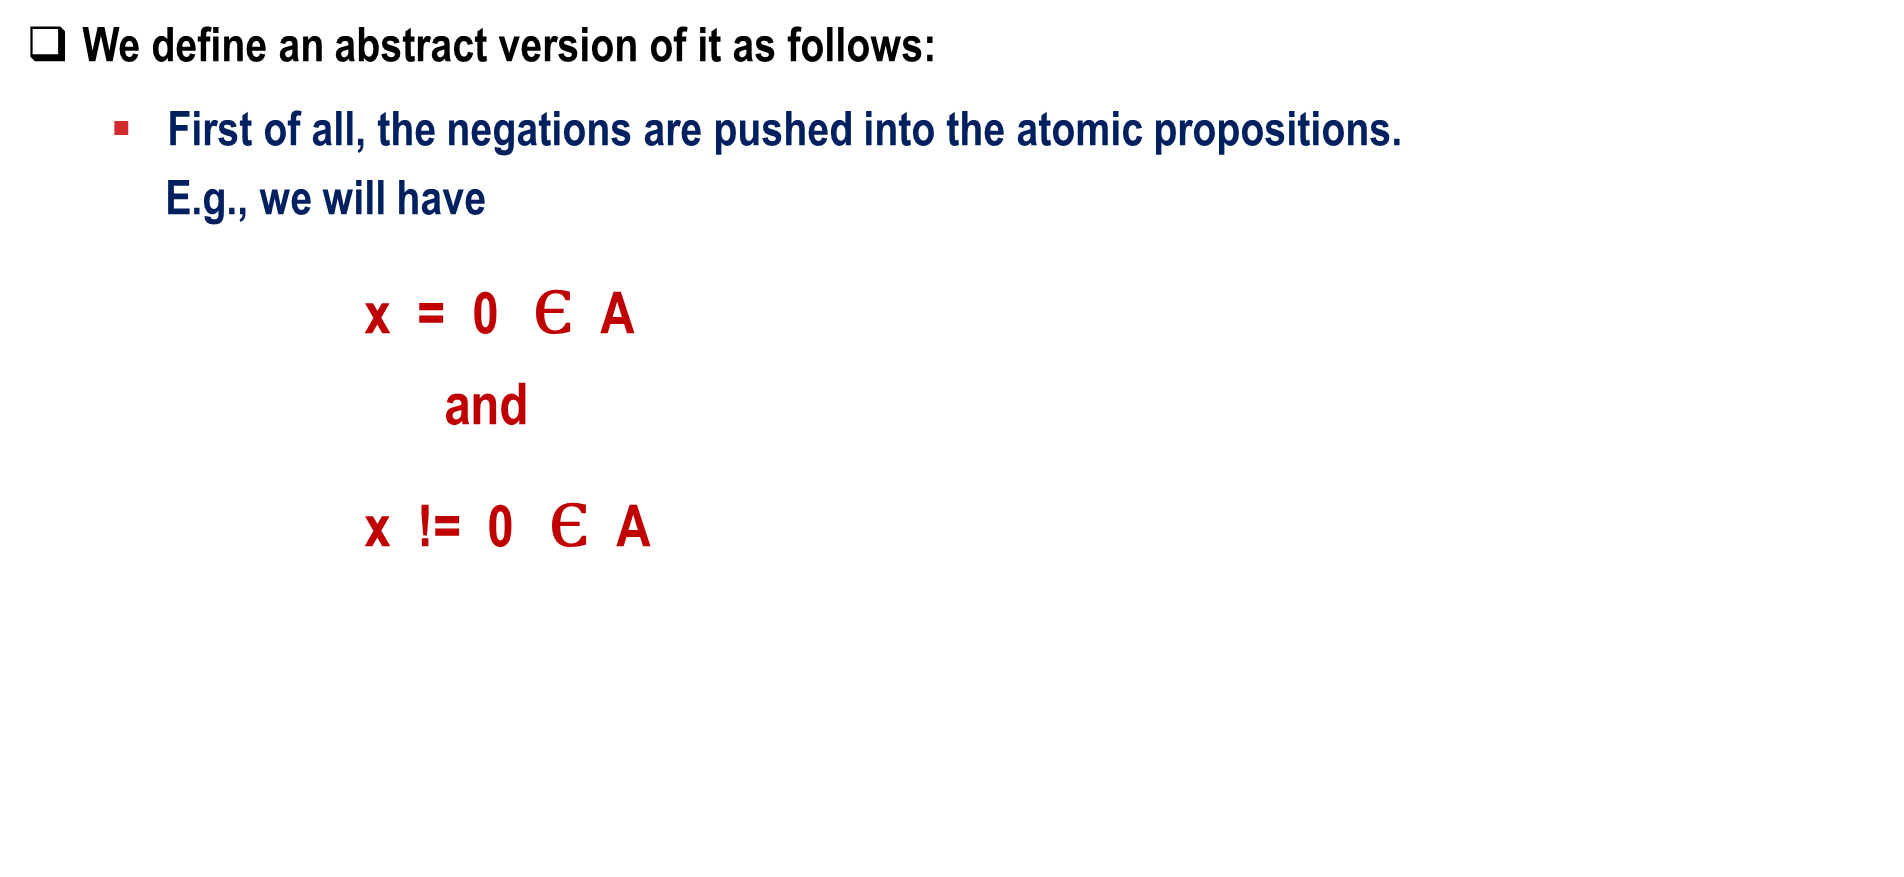 ❑ We define an abstract version of it as follows:
▪ First of all, the negations are pushed into the atomic propositions.
E.g., we will have
x = 0 Є A
and
x != 0 Є A